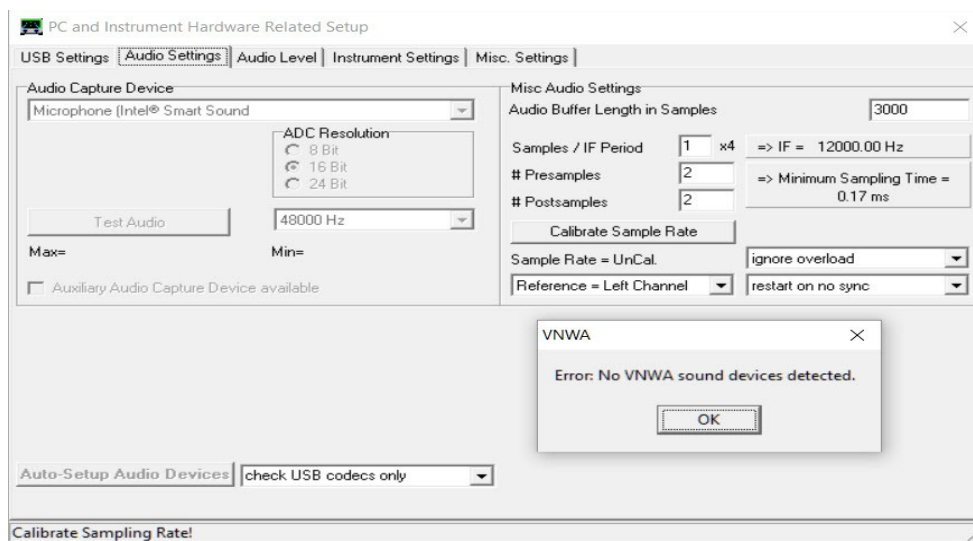 PC and Instrument Hardware Related Setup
USB Settings Audio Settings Audio Level Instrument Settings Misc. Settings
Audio Capture Device
Microphone (Intel® Smart Sound
ADC Resolution
8 Bit
16 Bit
24 Bit
Test Audio
48000 Hz
Max=
Min=
Auxiliary Audio Capture Device available
Misc Audio Settings
Audio Buffer Length in Samples 3000
Samples / IF Period 1 x4 => IF = 12000.00 Hz
# Presamples 2
=> Minimum Sampling Time =
0.17 ms
# Postsamples 2
Calibrate Sample Rate
Sample Rate = UnCal. ignore overload
Reference = Left Channel restart on no sync
VNWA
Error: No VNWA sound devices detected.
OK
Auto-Setup Audio Devices check USB codecs only
Calibrate Sampling Rate!